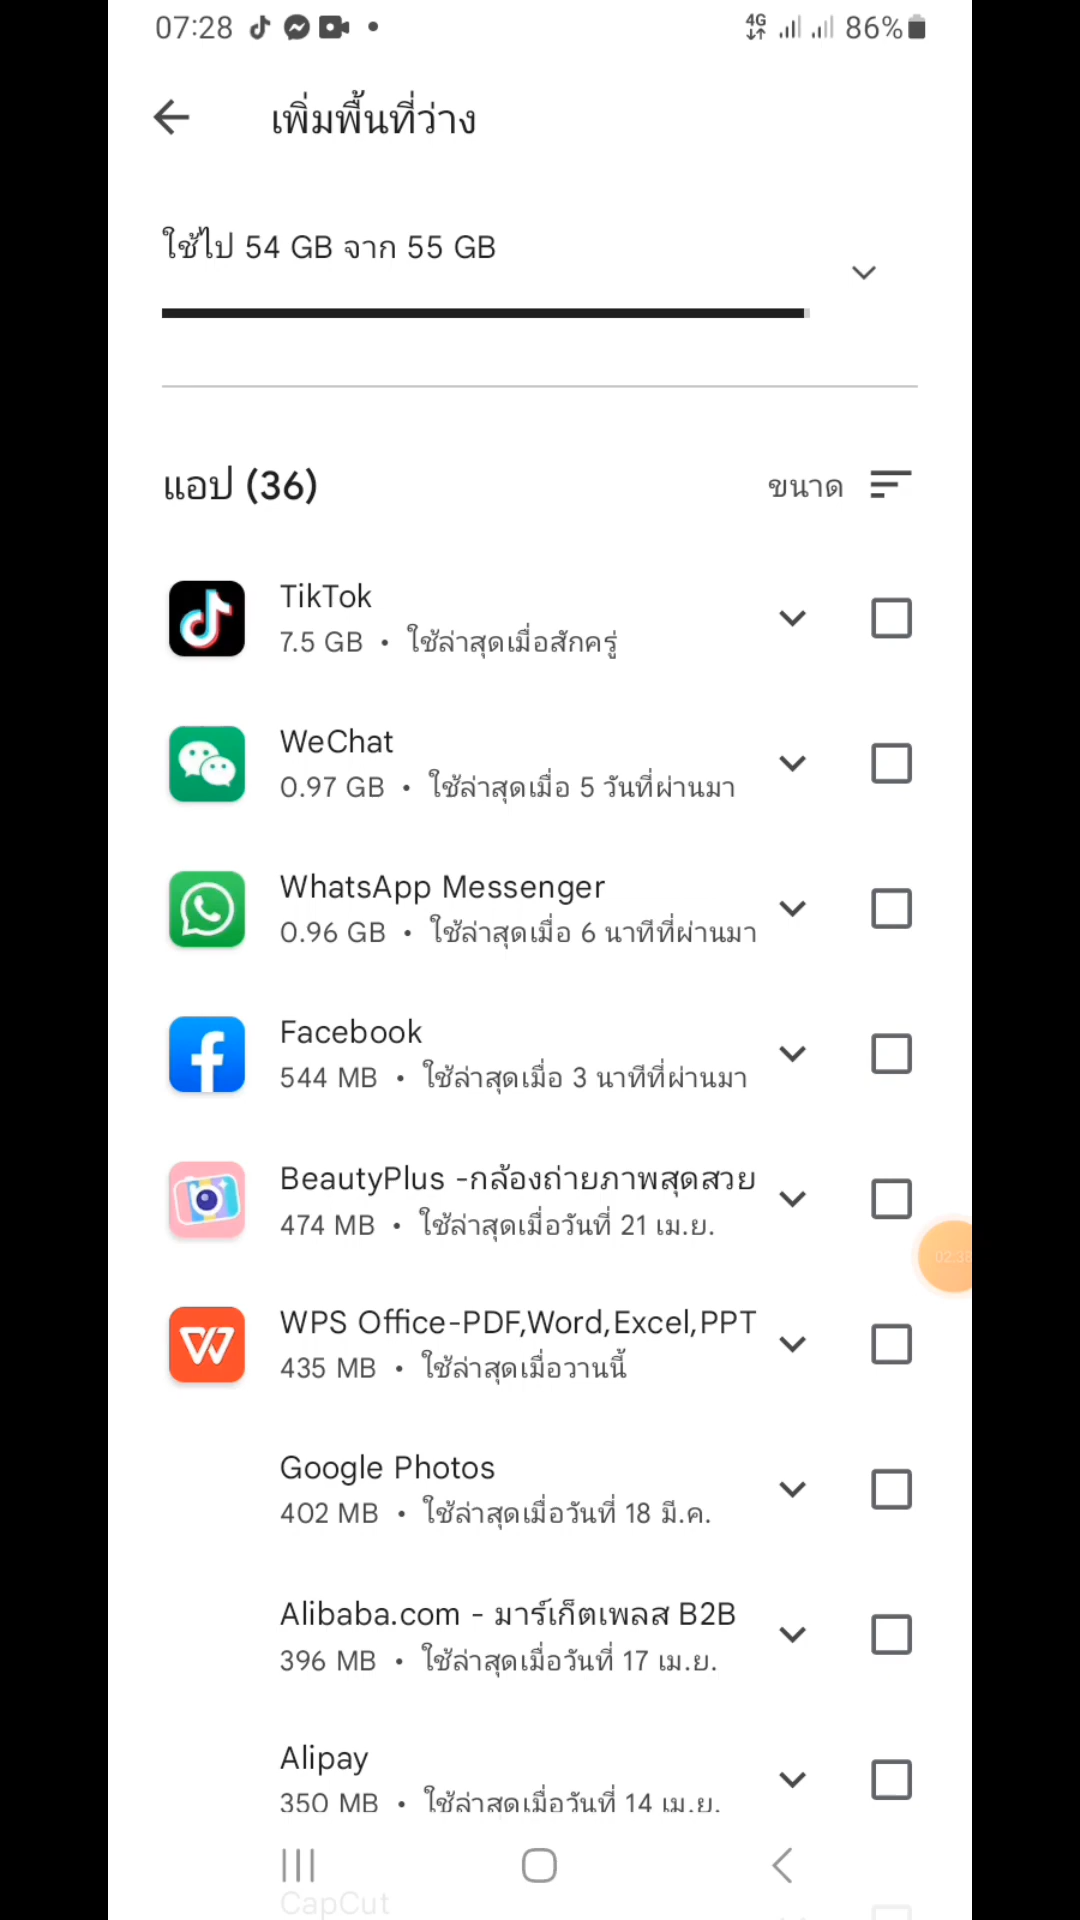 07:28
4G 86%
เพิ่มพื้นที่ว่าง
ใช้ไป 54 GB จาก 55 GB
แอป (36)
ขนาด
TikTok
7.5 GB • ใช้ล่าสุดเมื่อสักครู่
WeChat
0.97 GB • ใช้ล่าสุดเมื่อ 5 วันที่ผ่านมา
WhatsApp Messenger
0.96 GB • ใช้ล่าสุดเมื่อ 6 นาทีที่ผ่านมา
Facebook
544 MB • ใช้ล่าสุดเมื่อ 3 นาทีที่ผ่านมา
BeautyPlus -กล้องถ่ายภาพสุดสวย
474 MB • ใช้ล่าสุดเมื่อวันที่ 21 เม.ย.
WPS Office-PDF,Word,Excel,PPT
435 MB • ใช้ล่าสุดเมื่อวานนี้
Google Photos
402 MB • ใช้ล่าสุดเมื่อวันที่ 18 มี.ค.
Alibaba.com - มาร์เก็ตเพลส B2B
396 MB • ใช้ล่าสุดเมื่อวันที่ 17 เม.ย.
Alipay
350 MB • ใช้ล่าสุดเมื่อวันที่ 14 เม.ย.
CapCut